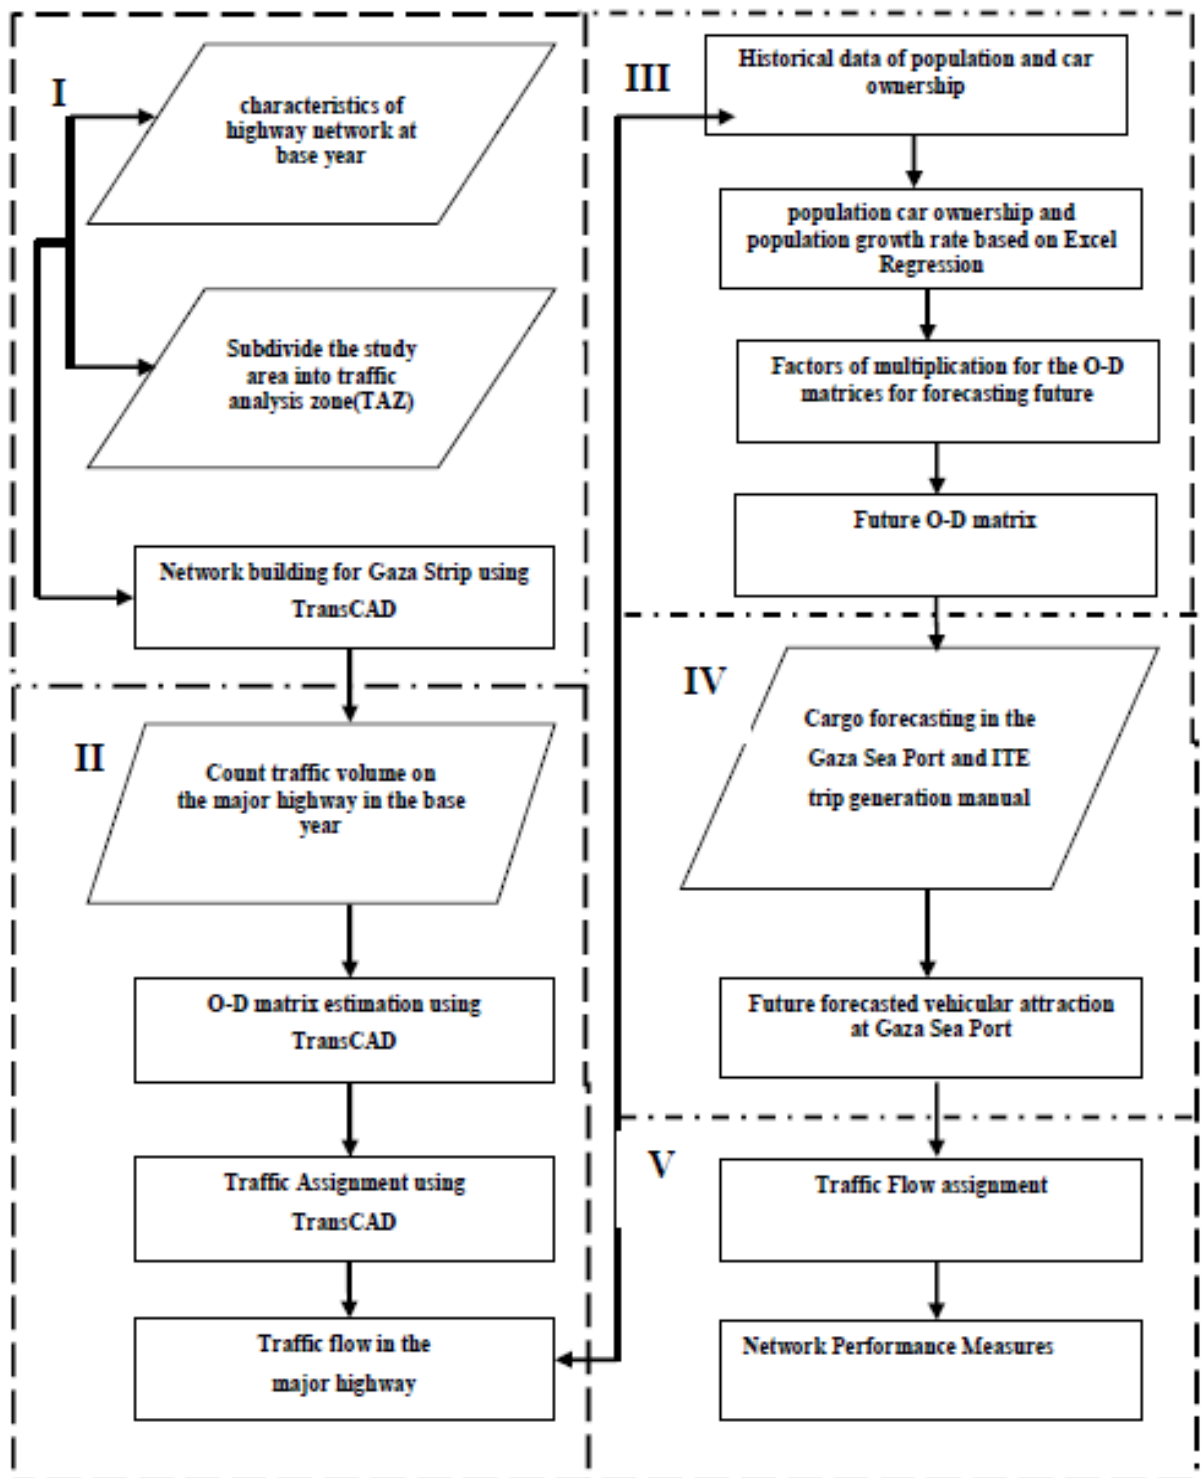 I
characteristics of
highway network at
base year
Subdivide the study
area into traffic
analysis zone(TAZ)
Network building for Gaza Strip using
TransCAD
II
Count traffic volume on
the major highway in the base
year
O-D matrix estimation using
TransCAD
Traffic Assignment using
TransCAD
Traffic flow in the
major highway
III
Historical data of population and car
ownership
population car ownership and
population growth rate based on Excel
Regression
Factors of multiplication for the O-D
matrices for forecasting future
Future O-D matrix
IV
Cargo forecasting in the
Gaza Sea Port and ITE
trip generation manual
Future forecasted vehicular attraction
at Gaza Sea Port
V
Traffic Flow assignment
Network Performance Measures